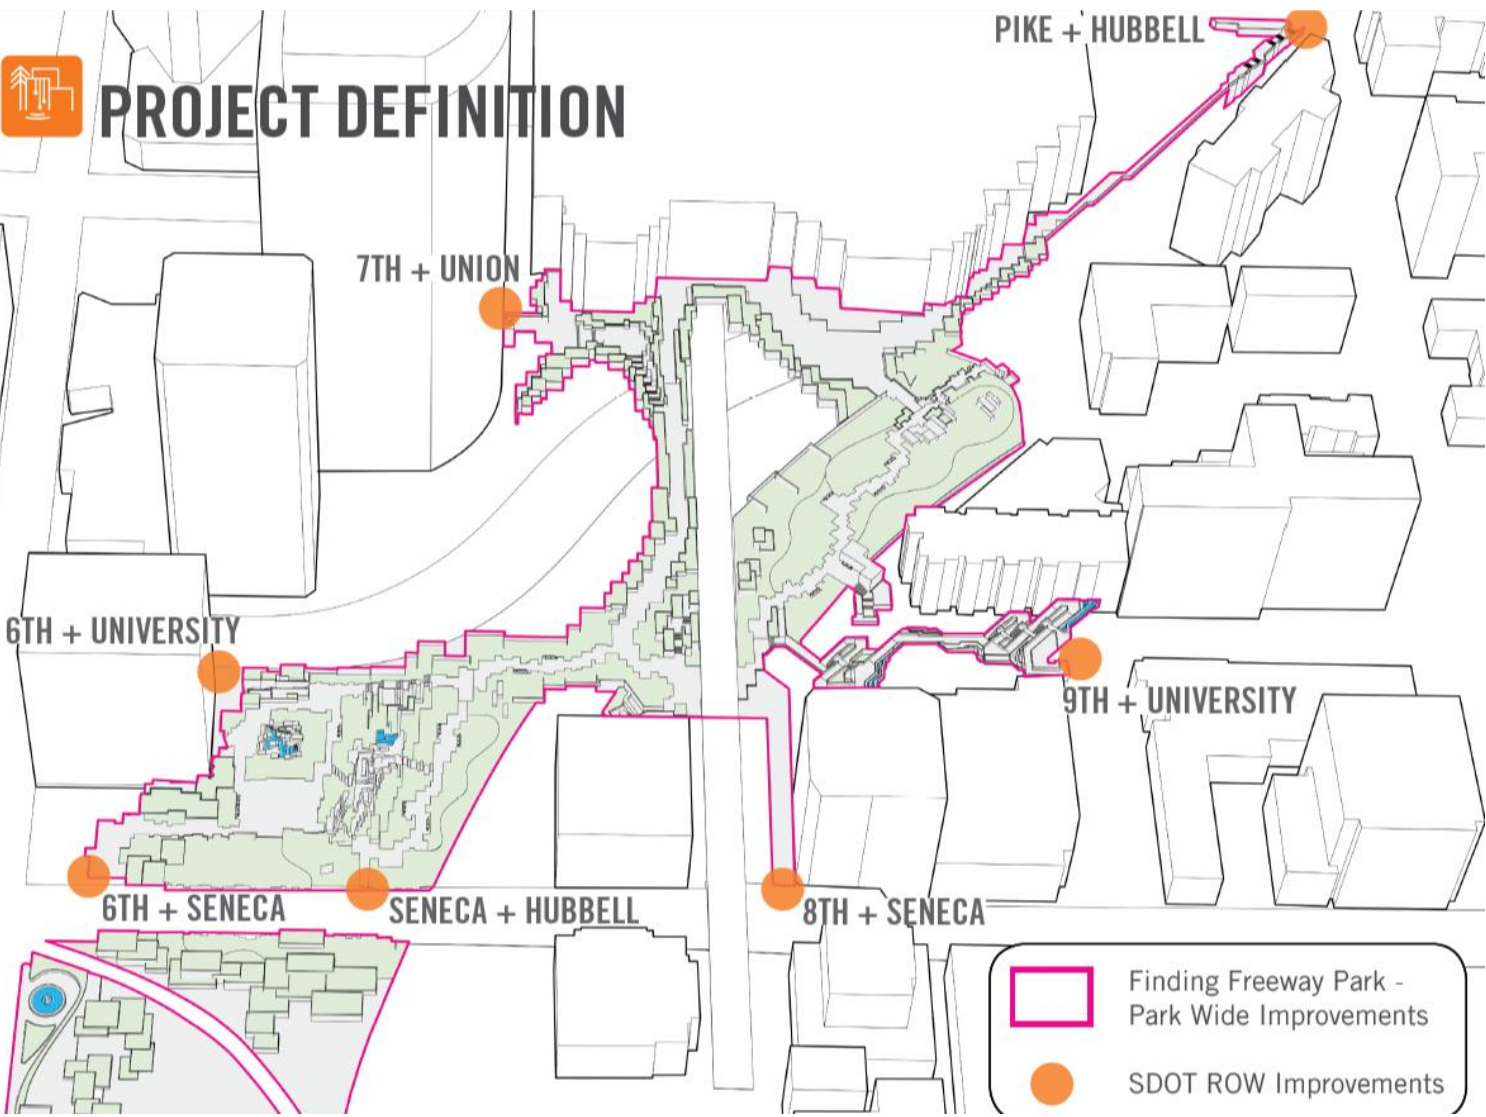 PIKE + HUBBELL
PROJECT DEFINITION
7TH + UNION
6TH + UNIVERSITY
9TH + UNIVERSITY
6TH + SENECA
SENECA + HUBBELL
8TH + SENECA
Finding Freeway Park -
Park Wide Improvements
SDOT ROW Improvements